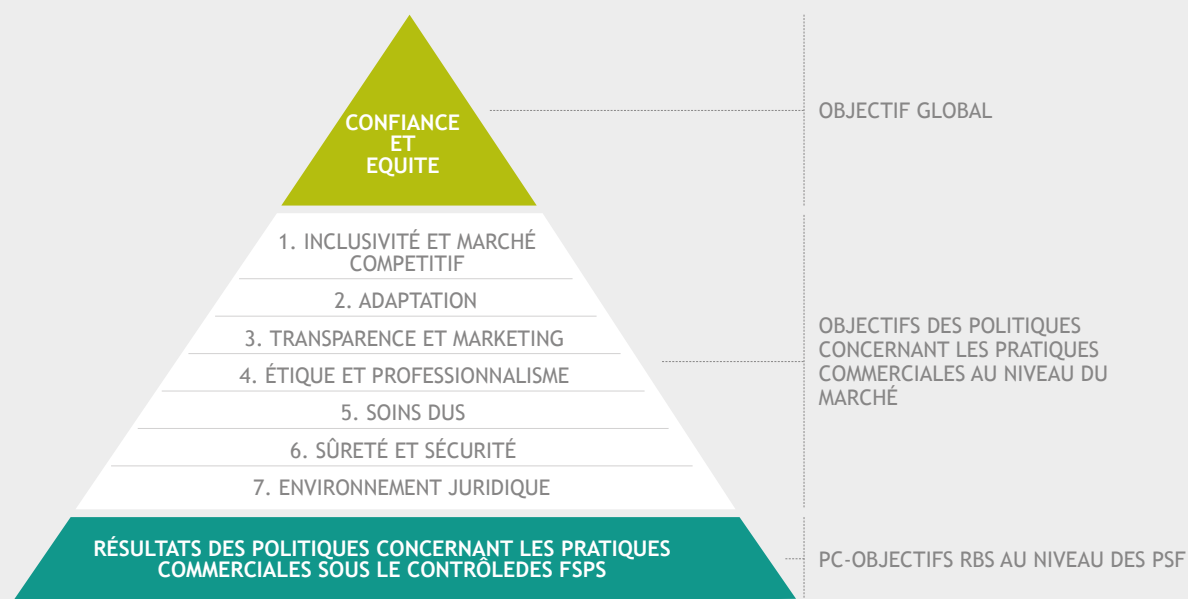 CONFIANCE
ET
EQUITE
OBJECTIF GLOBAL
1. INCLUSIVITÉ ET MARCHÉ
COMPETITIF
2. ADAPTATION
3. TRANSPARENCE ET MARKETING
4. ÉTIQUE ET PROFESSIONNALISME
5. SOINS DUS
6. SÛRETÉ ET SÉCURITÉ
7. ENVIRONNEMENT JURIDIQUE
OBJECTIFS DES POLITIQUES
CONCERNANT LES PRATIQUES
COMMERCIALES AU NIVEAU DU
MARCHÉ
RÉSULTATS DES POLITIQUES CONCERNANT LES PRATIQUES
COMMERCIALES SOUS LE CONTRÔLEDES FSPS
PC-OBJECTIFS RBS AU NIVEAU DES PSF